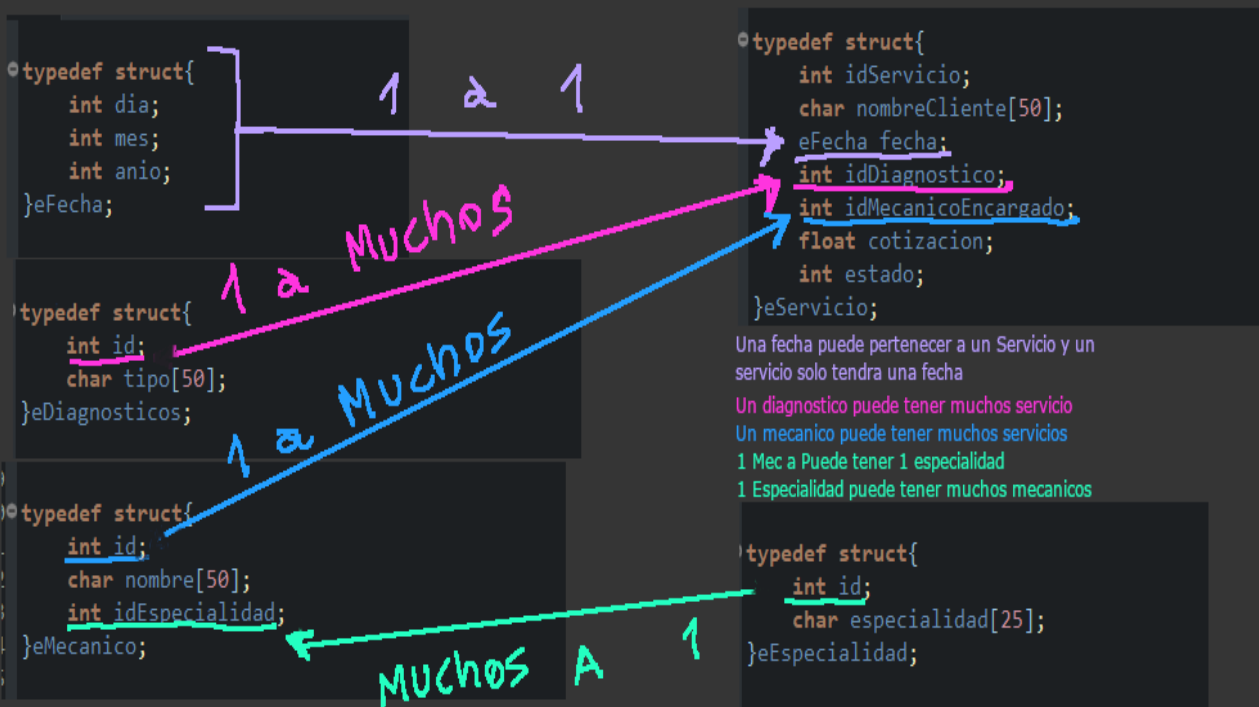 typedef struct{
int dia;
int mes;
int anio;
}eFecha;
1 a 1
typedef struct{
int idServicio;
char nombreCliente[50];
eFecha fecha;
int idDiagnostico;
int idMecanicoEncargado;
float cotizacion;
int estado;
}eServicio;
1 a Muchos
typedef struct{
int id;
char tipo[50];
}eDiagnosticos;
1 a Muchos
Una fecha puede pertenecer a un Servicio y un
servicio solo tendra una fecha
Un diagnostico puede tener muchos servicio
Un mecanico puede tener muchos servicios
1 Mec a Puede tener 1 especialidad
1 Especialidad puede tener muchos mecanicos
typedef struct{
int id;
char nombre[50];
int idEspecialidad;
}eMecanico;
MUChOS A 1
typedef struct{
int id;
char especialidad[25];
}eEspecialidad;